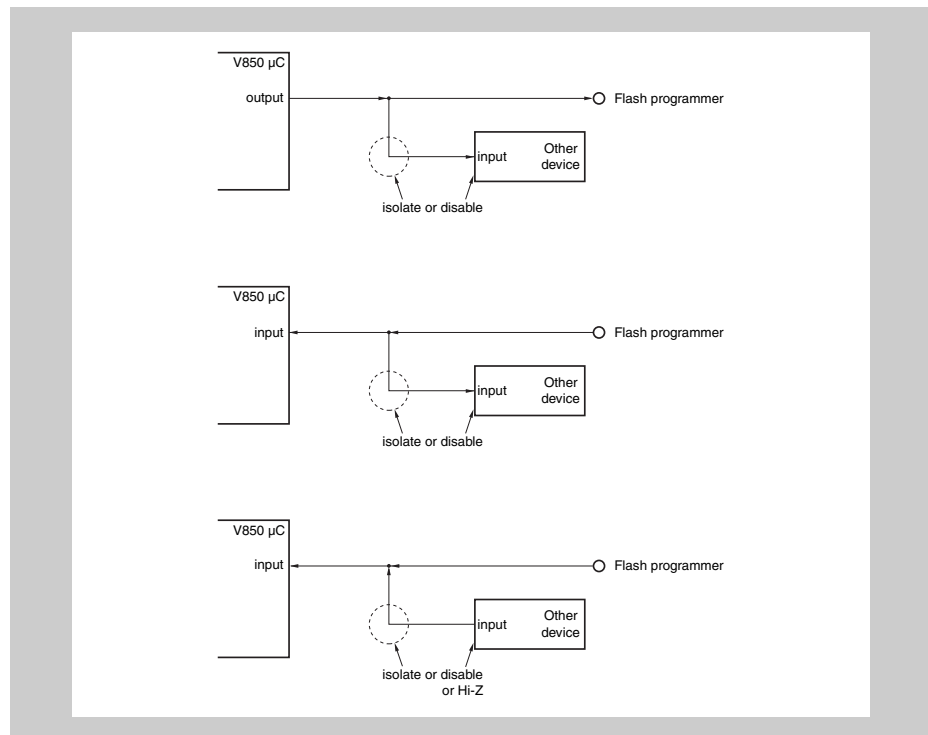 V850 µC
output
Flash programmer
input
Other
device
isolate or disable
V850 µC
input
Flash programmer
input
Other
device
isolate or disable
V850 µC
input
Flash programmer
input
Other
device
isolate or disable
or Hi-Z